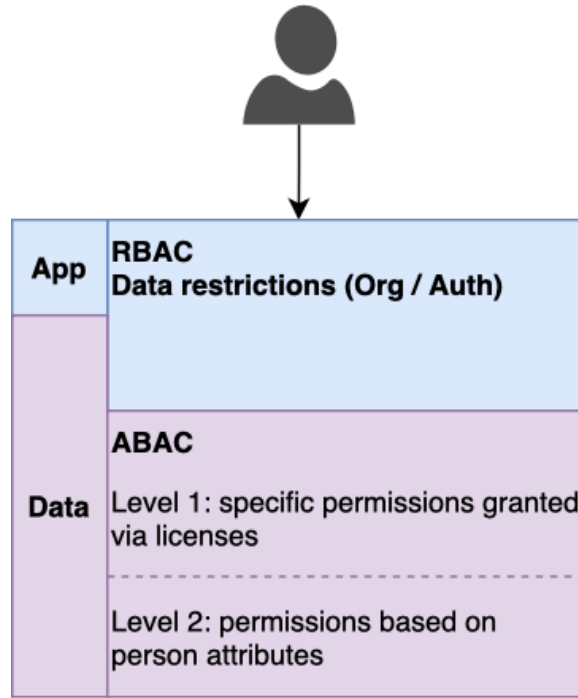 App
RBAC
Data restrictions (Org / Auth)
Data
ABAC
Level 1: specific permissions granted
via licenses
Level 2: permissions based on
person attributes